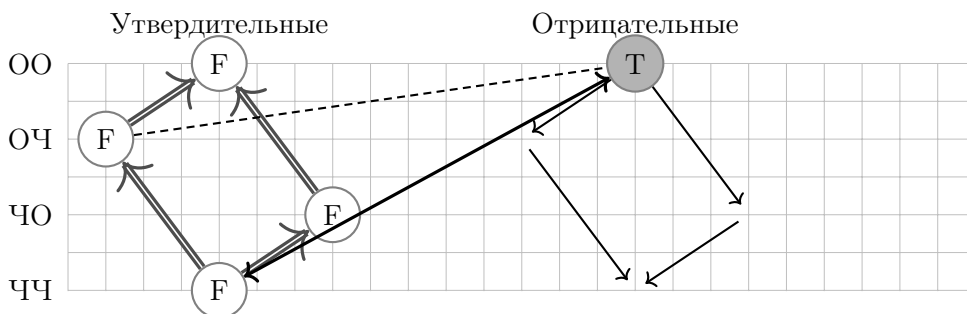 Утвердительные Отрицательные
ОО F T
ОЧ F
ЧО F
ЧЧ F